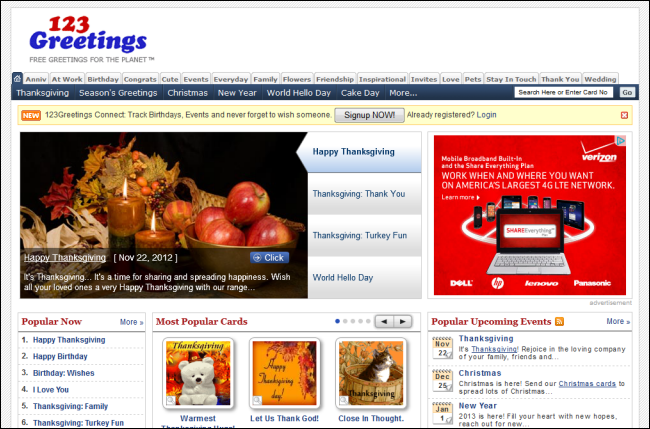 123
Greetings
FREE GREETINGS FOR THE PLANET™
Anniv At Work Birthday Congrats Cute Events Everyday Family Flowers Friendship Inspirational Invites Love Pets Stay In Touch Thank You Wedding
Thanksgiving Season's Greetings Christmas New Year World Hello Day Cake Day More... Search Here or Enter Card No Go
NEW 123Greetings Connect: Track Birthdays, Events and never forget to wish someone. Signup NOW! Already registered? Login
Happy Thanksgiving
Thanksgiving: Thank You
Thanksgiving: Turkey Fun
World Hello Day
Happy Thanksgiving [ Nov 22, 2012 ] Click
It's Thanksgiving... It's a time for sharing and spreading happiness. Wish
all your loved ones a very Happy Thanksgiving with our range...
verizon
Mobile Broadband Built-in
and the Share Everything Plan
WORK WHEN AND WHERE YOU WANT
ON AMERICA'S LARGEST 4G LTE NETWORK.
Learn more
SHARE Everything Plan
DELL hp lenovo Panasonic
advertisement
Popular Now More »
1. Happy Thanksgiving
2. Happy Birthday
3. Birthday: Wishes
4. I Love You
5. Thanksgiving: Family
6. Thanksgiving: Turkey Fun
Most Popular Cards
Thanksgiving
Warmest
Thanksgiving Hugs!
Happy
Thanksgiving
day!
Let Us Thank God!
Thanksgiving
Close In Thought.
Popular Upcoming Events More »
Nov
22
Thanksgiving
It's Thanksgiving! Rejoice in the loving company
of your family, friends and...
Dec
25
Christmas
Christmas is here! Send our Christmas cards to
spread lots of Christmas...
Jan
1
New Year
2013 is here! Fill your heart with new hopes,
reach out for new...